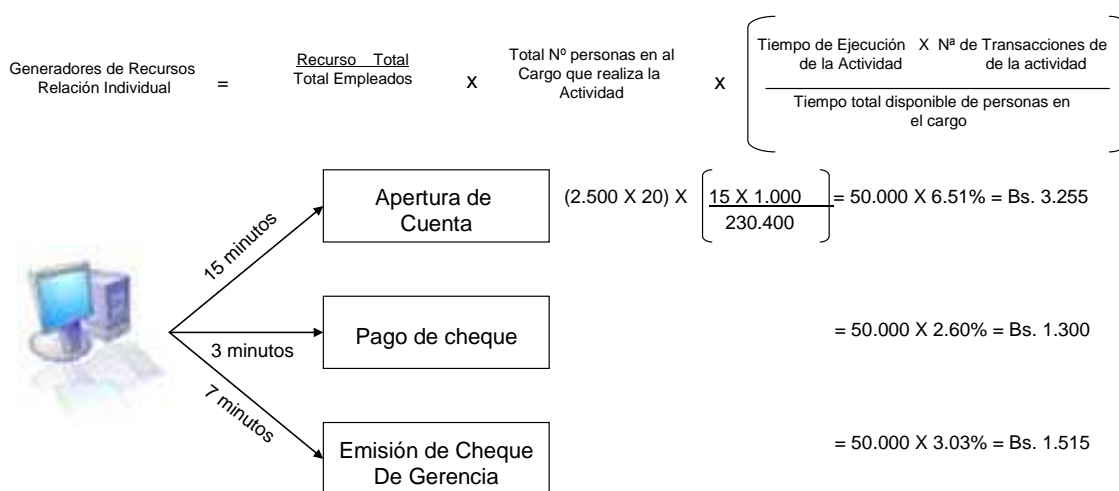 Generadores de Recursos
Relación Individual
=
Recurso Total
Total Empleados
X
Total Nº personas en al
Cargo que realiza la
Actividad
X
Tiempo de Ejecución X Nª de Transacciones de
de la Actividad de la actividad
Tiempo total disponible de personas en
el cargo
15 minutos
Apertura de
Cuenta
(2.500 X 20) X 15 X 1.000 = 50.000 X 6.51% = Bs. 3.255
230.400
3 minutos
Pago de cheque
= 50.000 X 2.60% = Bs. 1.300
7 minutos
Emisión de Cheque
De Gerencia
= 50.000 X 3.03% = Bs. 1.515